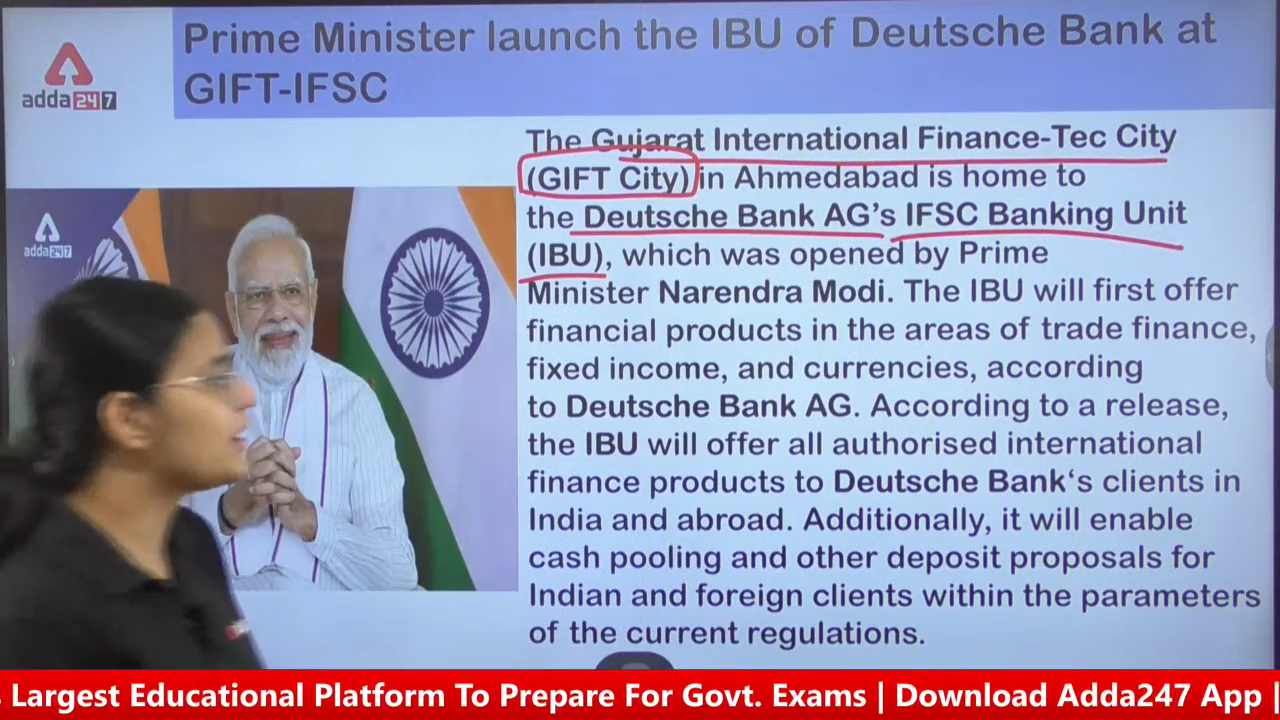 Prime Minister launch the IBU of Deutsche Bank at
GIFT-IFSC
adda247
The Gujarat International Finance-Tec City
(GIFT City) in Ahmedabad is home to
the Deutsche Bank AG’s IFSC Banking Unit
(IBU), which was opened by Prime
Minister Narendra Modi. The IBU will first offer
financial products in the areas of trade finance,
fixed income, and currencies, according
to Deutsche Bank AG. According to a release,
the IBU will offer all authorised international
finance products to Deutsche Bank‘s clients in
India and abroad. Additionally, it will enable
cash pooling and other deposit proposals for
Indian and foreign clients within the parameters
of the current regulations.
adda247
Largest Educational Platform To Prepare For Govt. Exams | Download Adda247 App |